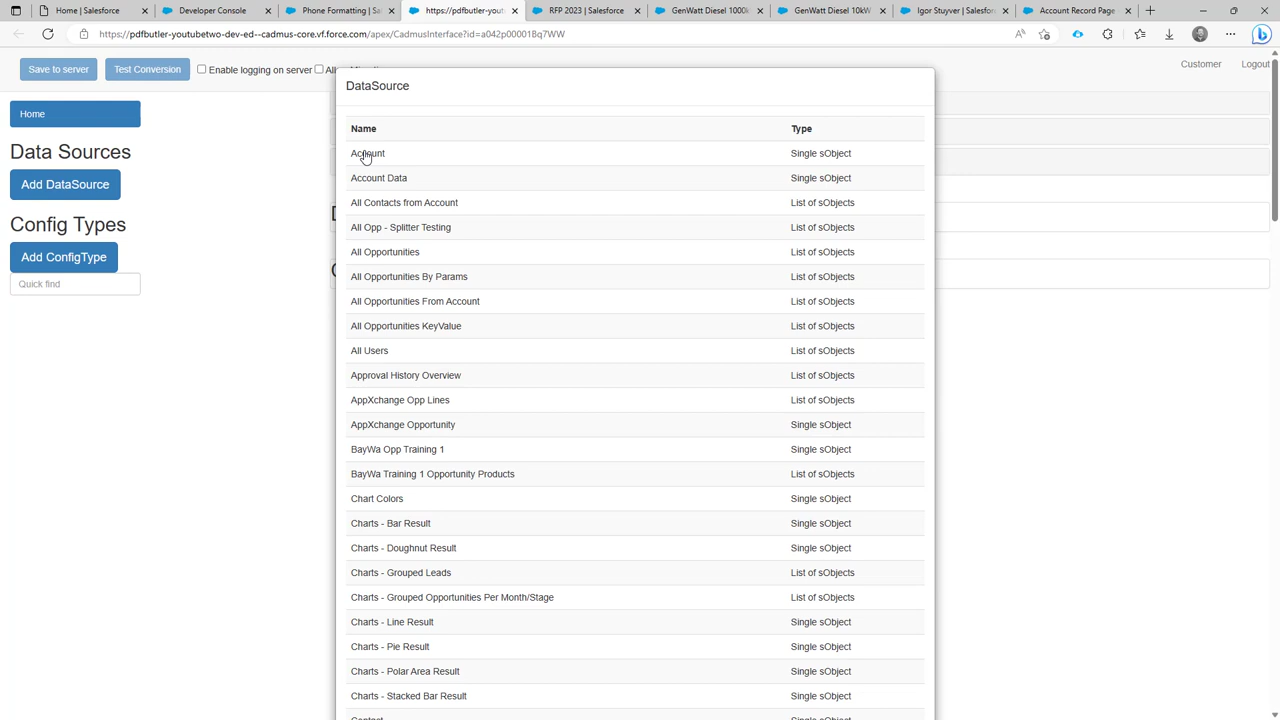 Home | Salesforce
Developer Console
Phone Formatting | Sal
https://pdfbutler-yout
RFP 2023 | Salesforce
GenWatt Diesel 1000k
GenWatt Diesel 10kW
Igor Stuyver | Salesfor
Account Record Page
https://pdfbutler-youtubetwo-dev-ed--cadmus-core.vf.force.com/apex/CadmusInterface?id=a042p00001Bq7WW
Save to server
Test Conversion
Enable logging on server
Customer
Logout
Home
Data Sources
Add DataSource
Config Types
Add ConfigType
Quick find
DataSource
Name Type
Account Single sObject
Account Data Single sObject
All Contacts from Account List of sObjects
All Opp - Splitter Testing List of sObjects
All Opportunities List of sObjects
All Opportunities By Params List of sObjects
All Opportunities From Account List of sObjects
All Opportunities KeyValue List of sObjects
All Users List of sObjects
Approval History Overview List of sObjects
AppXchange Opp Lines List of sObjects
AppXchange Opportunity Single sObject
BayWa Opp Training 1 Single sObject
BayWa Training 1 Opportunity Products List of sObjects
Chart Colors Single sObject
Charts - Bar Result Single sObject
Charts - Doughnut Result Single sObject
Charts - Grouped Leads List of sObjects
Charts - Grouped Opportunities Per Month/Stage List of sObjects
Charts - Line Result Single sObject
Charts - Pie Result Single sObject
Charts - Polar Area Result Single sObject
Charts - Stacked Bar Result Single sObject